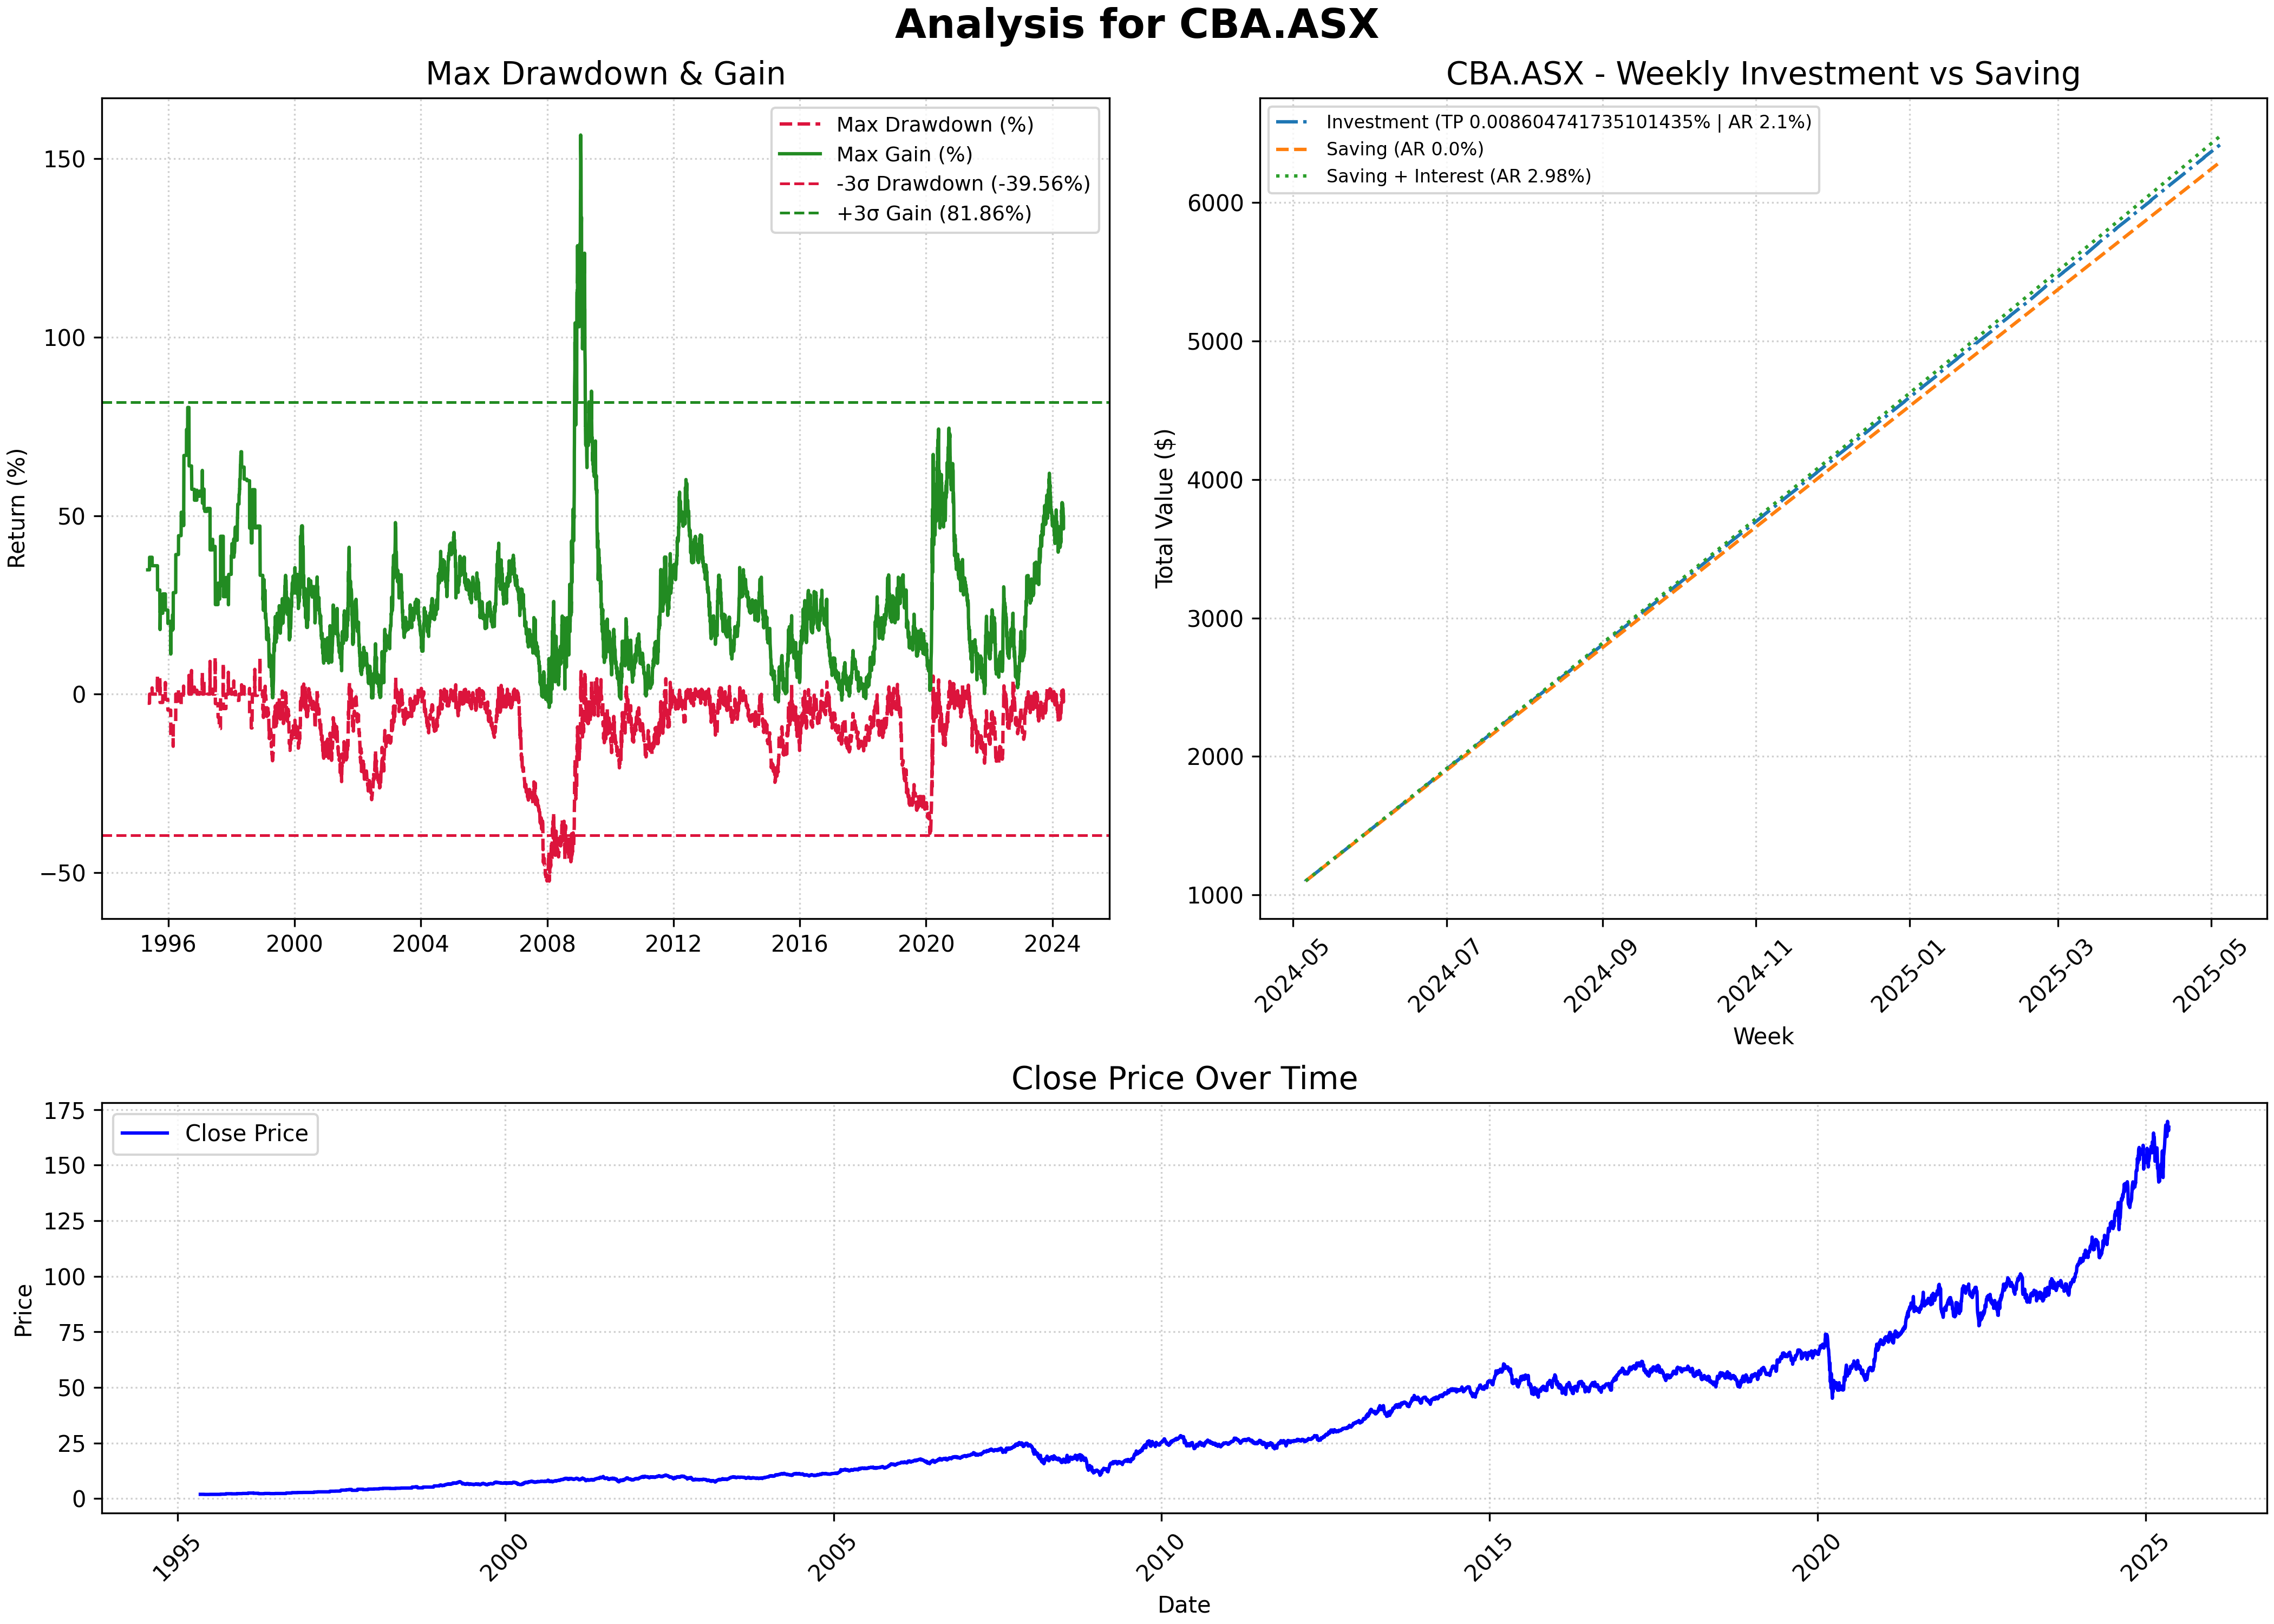 Analysis for CBA.ASX
Max Drawdown & Gain
Max Drawdown (%)
Max Gain (%)
-3σ Drawdown (-39.56%)
+3σ Gain (81.86%)
Return (%)
150
100
50
0
−50
1996
2000
2004
2008
2012
2016
2020
2024
CBA.ASX - Weekly Investment vs Saving
Investment (TP 0.008604741735101435% | AR 2.1%)
Saving (AR 0.0%)
Saving + Interest (AR 2.98%)
Total Value ($)
6000
5000
4000
3000
2000
1000
2024-05
2024-07
2024-09
2024-11
2025-01
2025-03
2025-05
Week
Close Price Over Time
Close Price
Price
175
150
125
100
75
50
25
0
1995
2000
2005
2010
2015
2020
2025
Date